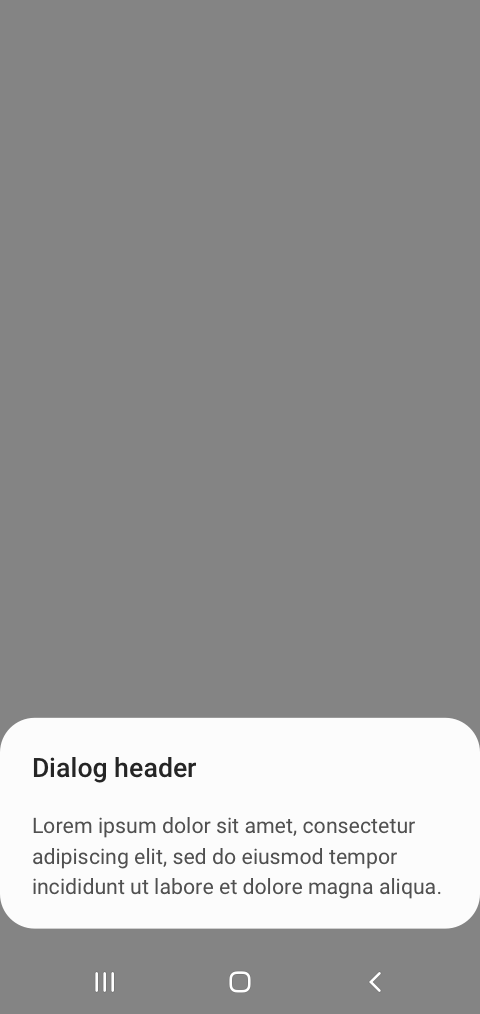 Dialog header
Lorem ipsum dolor sit amet, consectetur
adipiscing elit, sed do eiusmod tempor
incididunt ut labore et dolore magna aliqua.